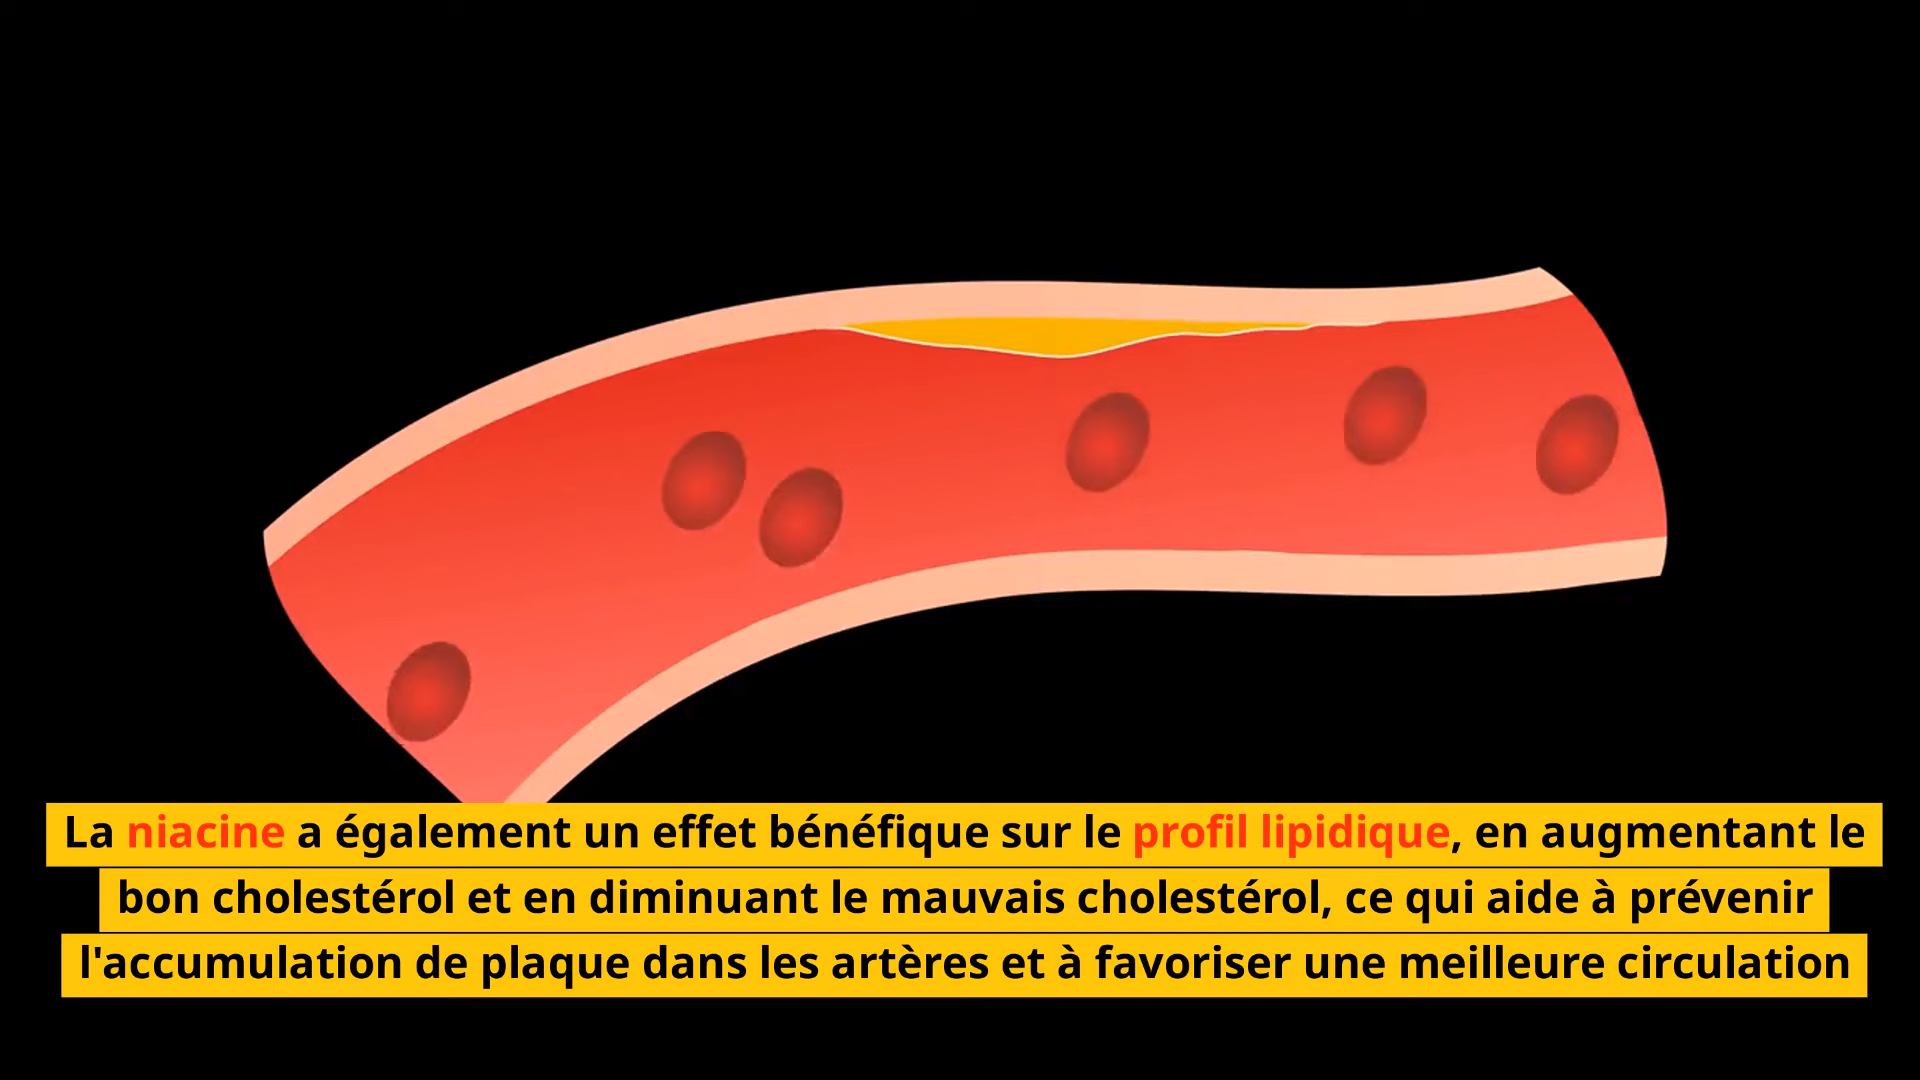 La niacine a également un effet bénéfique sur le profil lipidique, en augmentant le
bon cholestérol et en diminuant le mauvais cholestérol, ce qui aide à prévenir
l'accumulation de plaque dans les artères et à favoriser une meilleure circulation